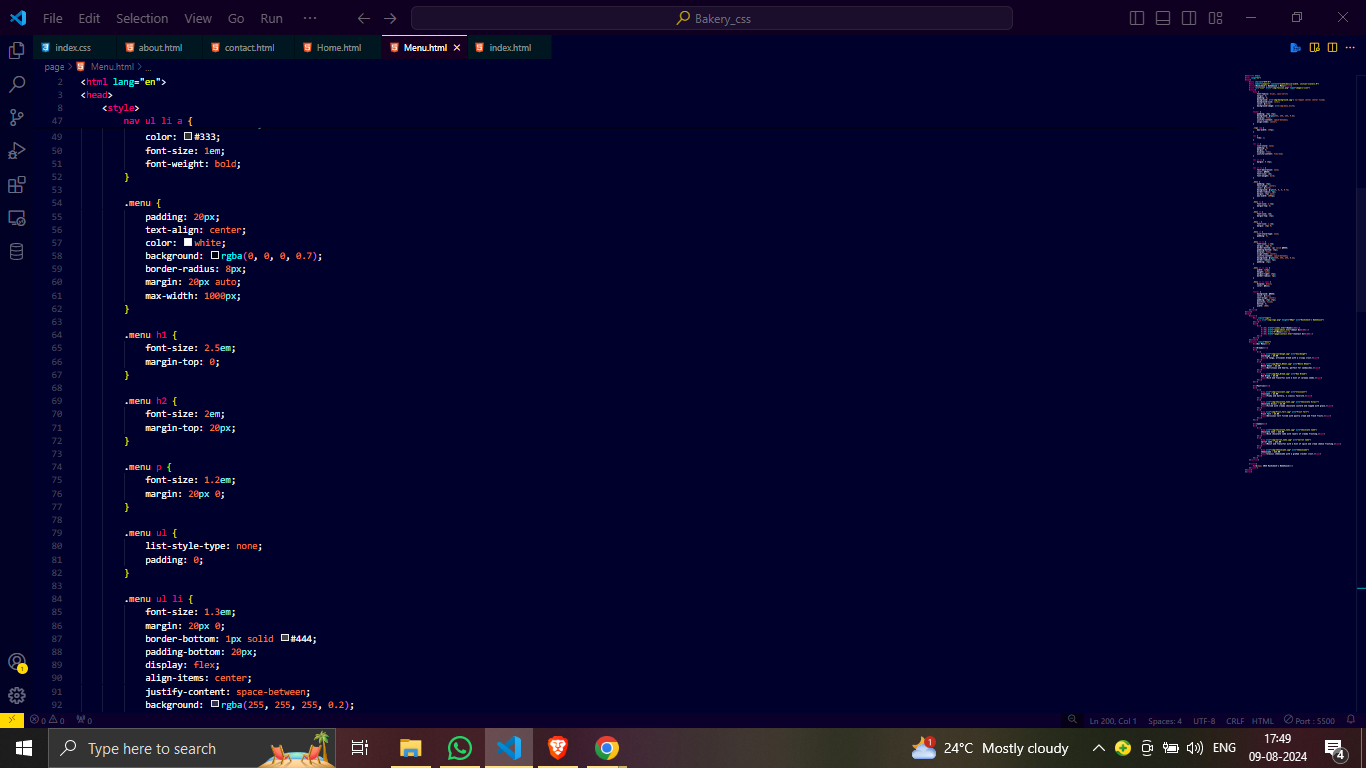 File Edit Selection View Go Run ··· Bakery_css
index.css about.html contact.html Home.html Menu.html index.html
page > Menu.html > ...
2 <html lang="en">
3 <head>
8 <style>
47 nav ul li a {
49 color: #333;
50 font-size: 1em;
51 font-weight: bold;
52 }
53
54 .menu {
55 padding: 20px;
56 text-align: center;
57 color: white;
58 background: rgba(0, 0, 0, 0.7);
59 border-radius: 8px;
60 margin: 20px auto;
61 max-width: 1000px;
62 }
63
64 .menu h1 {
65 font-size: 2.5em;
66 margin-top: 0;
67 }
68
69 .menu h2 {
70 font-size: 2em;
71 margin-top: 20px;
72 }
73
74 .menu p {
75 font-size: 1.2em;
76 margin: 20px 0;
77 }
78
79 .menu ul {
80 list-style-type: none;
81 padding: 0;
82 }
83
84 .menu ul li {
85 font-size: 1.3em;
86 margin: 20px 0;
87 border-bottom: 1px solid #444;
88 padding-bottom: 20px;
89 display: flex;
90 align-items: center;
91 justify-content: space-between;
92 background: rgba(255, 255, 255, 0.2);
1
0 0 0 Ln 200, Col 1 Spaces: 4 UTF-8 CRLF HTML Port : 5500
Type here to search 1 24°C Mostly cloudy ENG 17:49
09-08-2024 4